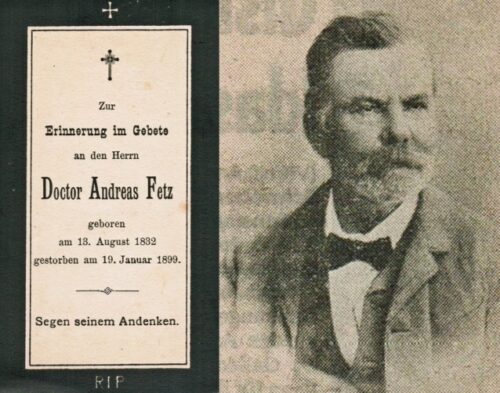 Zur
Erinnerung im Gebete
an den Herrn
Doctor Andreas Fetz
geboren
am 13. August 1832
gestorben am 19. Januar 1899.
Segen seinem Andenken.
RIP